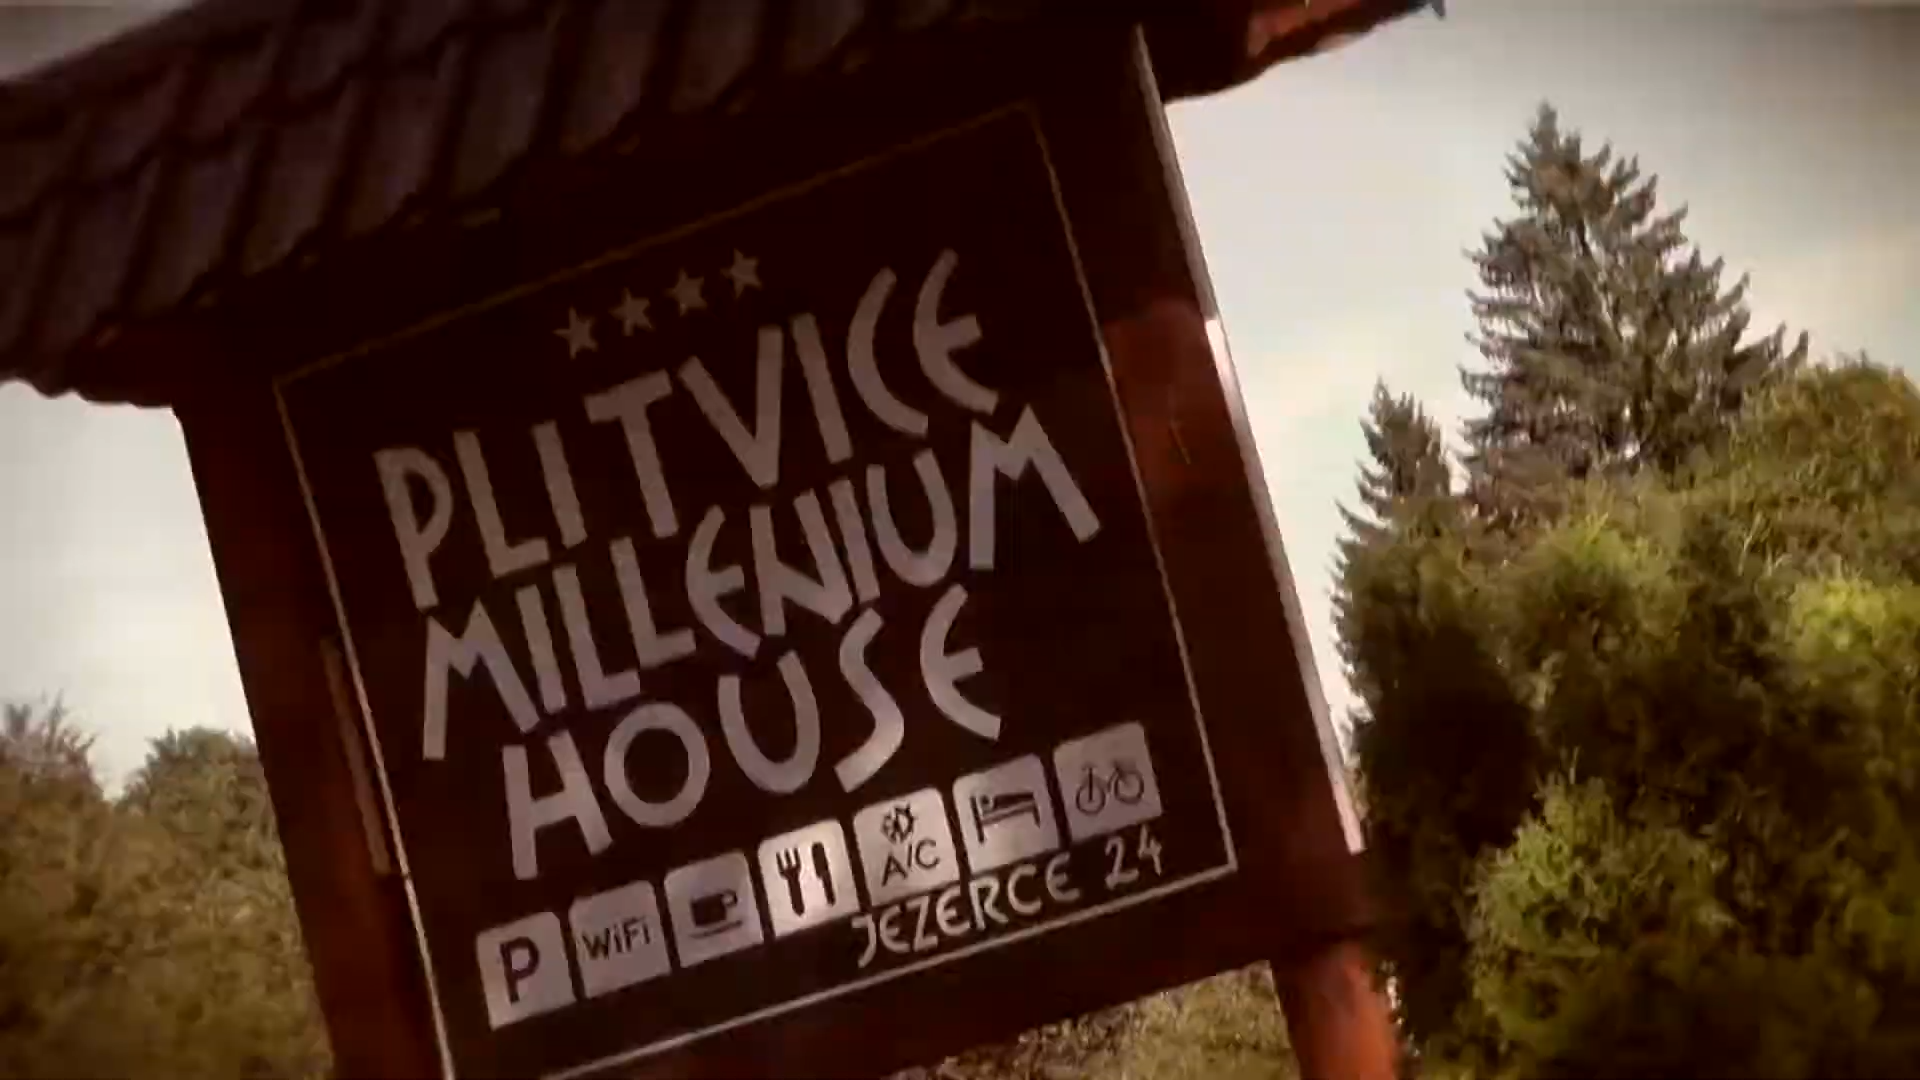 PLITVICE
MILLENIUM
HOUSE
P WiFi A/C
JEZERCE 24